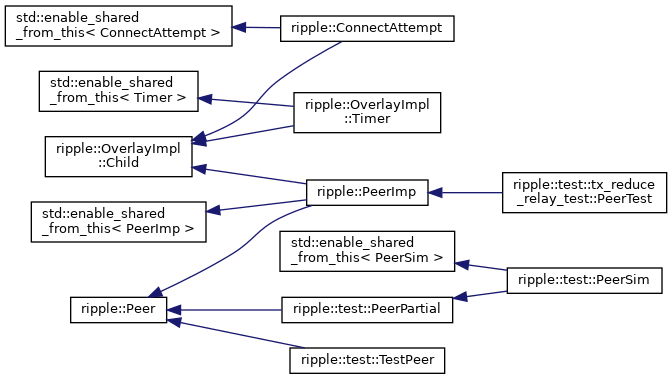 std::enable_shared
_from_this< ConnectAttempt >
ripple::ConnectAttempt
std::enable_shared
_from_this< Timer >
ripple::OverlayImpl
::Timer
ripple::OverlayImpl
::Child
ripple::PeerImp
ripple::test::tx_reduce
_relay_test::PeerTest
std::enable_shared
_from_this< PeerImp >
std::enable_shared
_from_this< PeerSim >
ripple::test::PeerSim
ripple::Peer
ripple::test::PeerPartial
ripple::test::TestPeer